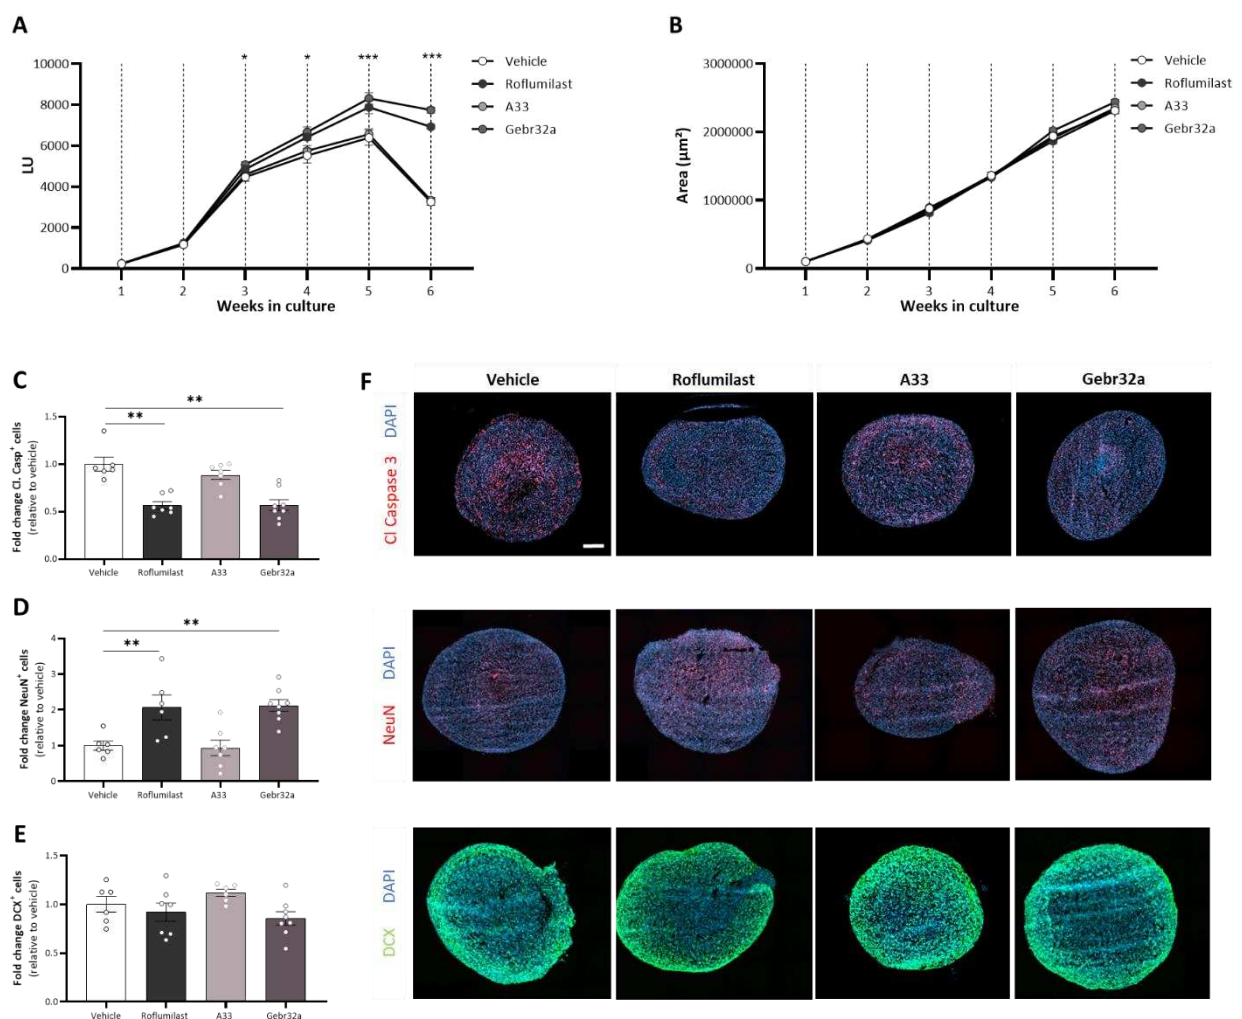 A
LU
10000
8000
6000
4000
2000
0
1 2 3 4 5 6
Weeks in culture
* * *** ***
Vehicle
Roflumilast
A33
Gebr32a
B
Area (µm²)
3000000
2000000
1000000
0
1 2 3 4 5 6
Weeks in culture
Vehicle
Roflumilast
A33
Gebr32a
C
Fold change Cl. Casp⁺ cells
(relative to vehicle)
1.5
1.0
0.5
0.0
**
**
Vehicle Roflumilast A33 Gebr32a
D
Fold change NeuN⁺ cells
(relative to vehicle)
4
3
2
1
0
**
**
Vehicle Roflumilast A33 Gebr32a
E
Fold change DCX⁺ cells
(relative to vehicle)
1.5
1.0
0.5
0.0
Vehicle Roflumilast A33 Gebr32a
F
Vehicle Roflumilast A33 Gebr32a
Cl Caspase 3 DAPI
NeuN DAPI
DCX DAPI